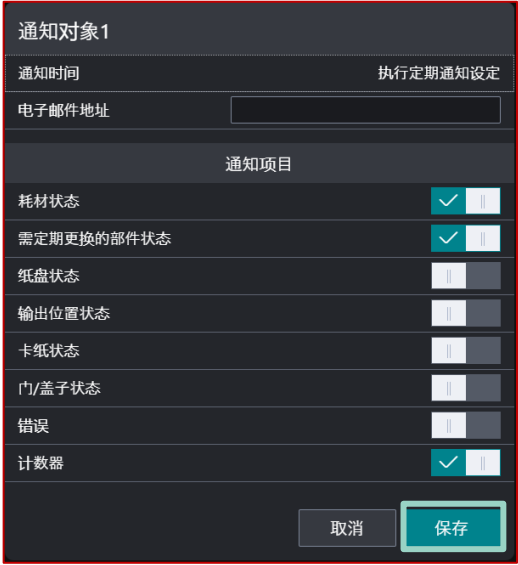 通知对象1
通知时间 执行定期通知设定
电子邮件地址
通知项目
耗材状态
需定期更换的部件状态
纸盘状态
输出位置状态
卡纸状态
门/盖子状态
错误
计数器
取消 保存